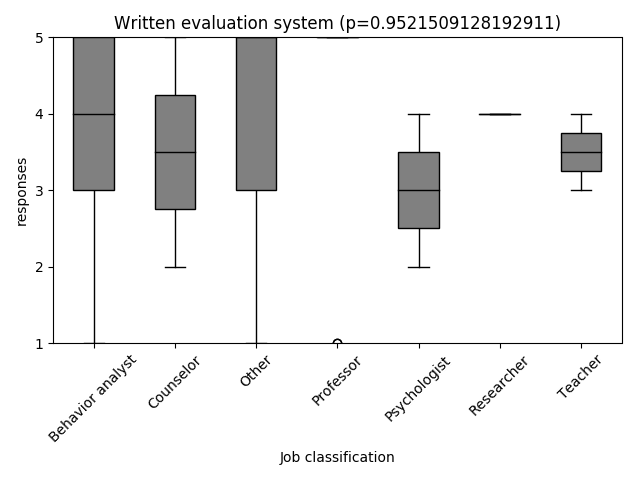 Written evaluation system (p=0.9521509128192911)
responses
5
4
3
2
1
Behavior analyst
Counselor
Other
Professor
Psychologist
Researcher
Teacher
Job classification